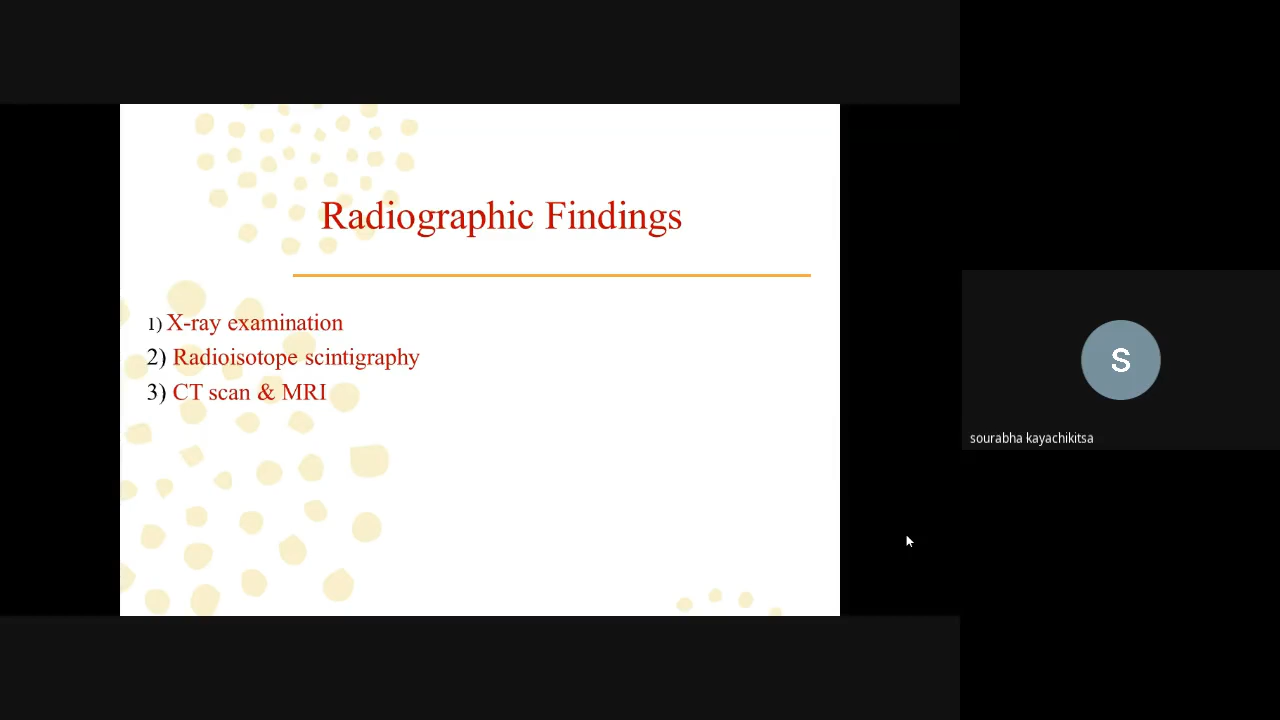 Radiographic Findings
1) X-ray examination
2) Radioisotope scintigraphy
3) CT scan & MRI
S
sourabha kayachikitsa